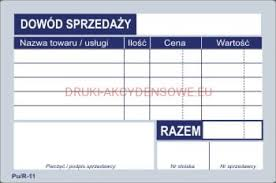 DOWÓD SPRZEDAŻY
Nazwa towaru / usługi Ilość Cena Wartość
DRUKI-AKCYDENSOWE.EU
RAZEM
Pieczęć / podpis sprzedawcy Nr stoiska Nr sprzedawcy
Pu/R-11